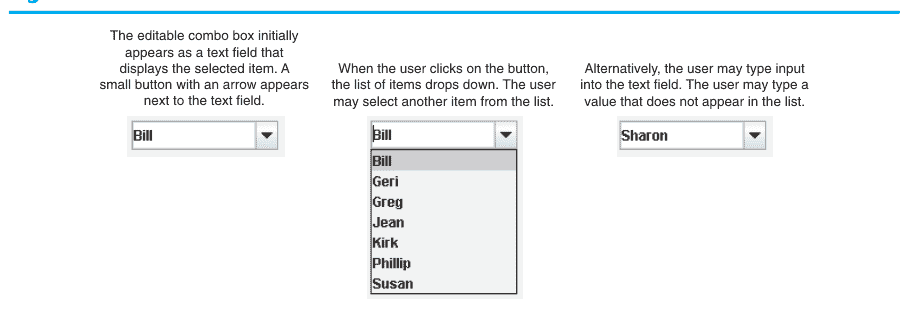 The editable combo box initially
appears as a text field that
displays the selected item. A
small button with an arrow appears
next to the text field.
Bill
When the user clicks on the button,
the list of items drops down. The user
may select another item from the list.
Bill
Bill
Geri
Greg
Jean
Kirk
Phillip
Susan
Alternatively, the user may type input
into the text field. The user may type a
value that does not appear in the list.
Sharon